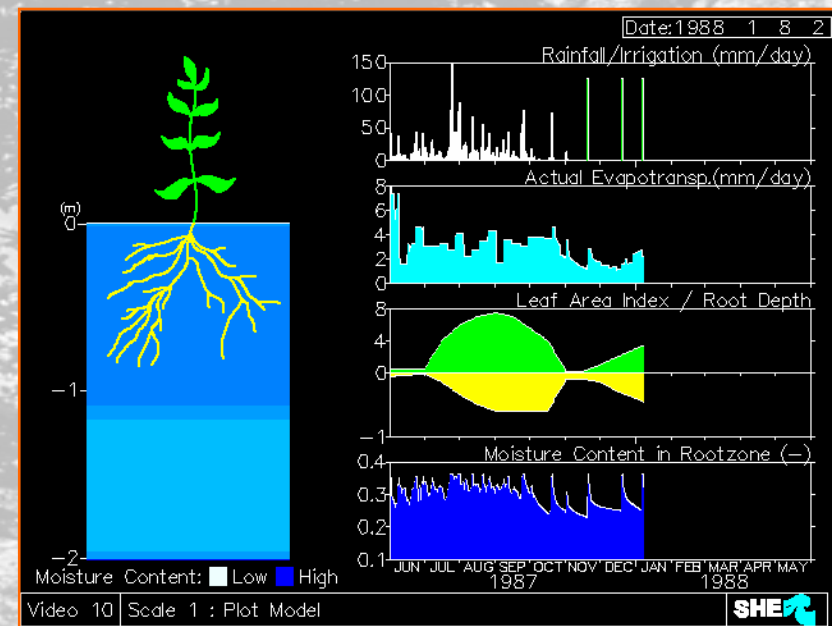 Date:1988 1 8 2
Rainfall/Irrigation (mm/day)
150
100
50
0
Actual Evapotransp.(mm/day)
8
6
4
2
0
Leaf Area Index / Root Depth
8
4
0
-1
Moisture Content in Rootzone (-)
0.4
0.3
0.2
0.1
JUN JUL AUG SEP OCT NOV DEC JAN FEB MAR APR MAY
1987 1988
(m)
0
-1
-2
Moisture Content: Low High
Video 10 Scale 1 : Plot Model
SHE